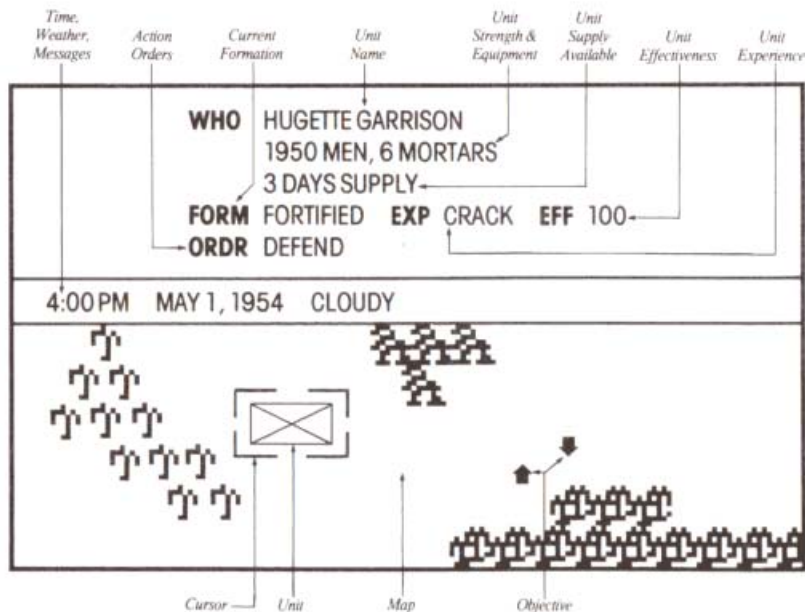 Time,
Weather,
Messages
Action
Orders
Current
Formation
Unit
Name
Unit
Strength &
Equipment
Unit
Supply
Available
Unit
Effectiveness
Unit
Experience
WHO HUGETTE GARRISON
1950 MEN, 6 MORTARS
3 DAYS SUPPLY
FORM FORTIFIED EXP CRACK EFF 100
ORDR DEFEND
4:00 PM MAY 1, 1954 CLOUDY
Cursor Unit Map Objective